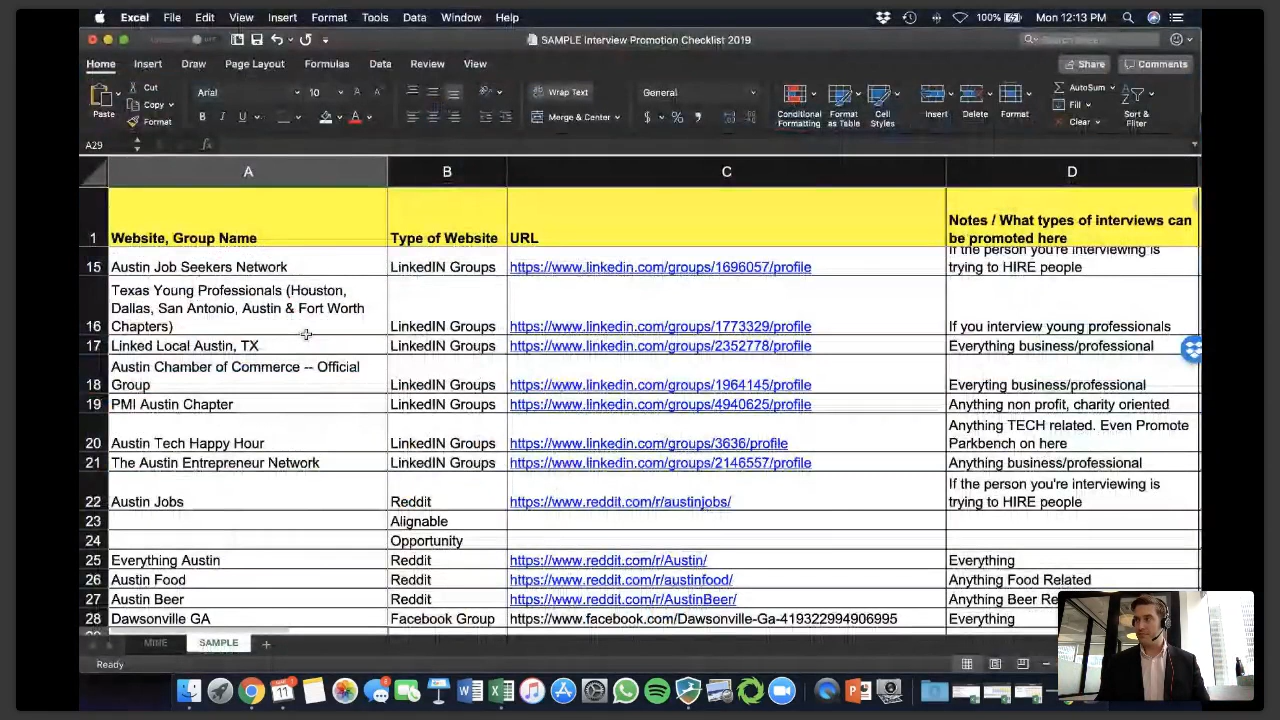 Excel File Edit View Insert Format Tools Data Window Help 100% Mon 12:13 PM
SAMPLE Interview Promotion Checklist 2019
Home Insert Draw Page Layout Formulas Data Review View Share Comments
Paste Cut Copy Format
Arial 10 Wrap Text General
B I U A Merge & Center $ % Conditional Formatting Format as Table Cell Styles Insert Delete Format AutoSum Fill Clear Sort & Filter
A29 fx
A B C D
1 Website, Group Name Type of Website URL Notes / What types of interviews can be promoted here
15 Austin Job Seekers Network LinkedIN Groups https://www.linkedin.com/groups/1696057/profile If the person you're interviewing is trying to HIRE people
16 Texas Young Professionals (Houston, Dallas, San Antonio, Austin & Fort Worth Chapters) LinkedIN Groups https://www.linkedin.com/groups/1773329/profile If you interview young professionals
17 Linked Local Austin, TX LinkedIN Groups https://www.linkedin.com/groups/2352778/profile Everything business/professional
18 Austin Chamber of Commerce -- Official Group LinkedIN Groups https://www.linkedin.com/groups/1964145/profile Everyting business/professional
19 PMI Austin Chapter LinkedIN Groups https://www.linkedin.com/groups/4940625/profile Anything non profit, charity oriented
20 Austin Tech Happy Hour LinkedIN Groups https://www.linkedin.com/groups/3636/profile Anything TECH related. Even Promote Parkbench on here
21 The Austin Entrepreneur Network LinkedIN Groups https://www.linkedin.com/groups/2146557/profile Anything business/professional
22 Austin Jobs Reddit https://www.reddit.com/r/austinjobs/ If the person you're interviewing is trying to HIRE people
23 Alignable
24 Opportunity
25 Everything Austin Reddit https://www.reddit.com/r/Austin/ Everything
26 Austin Food Reddit https://www.reddit.com/r/austinfood/ Anything Food Related
27 Austin Beer Reddit https://www.reddit.com/r/AustinBeer/ Anything Beer Re
28 Dawsonville GA Facebook Group https://www.facebook.com/Dawsonville-Ga-419322994906995 Everything
MINE SAMPLE
Ready